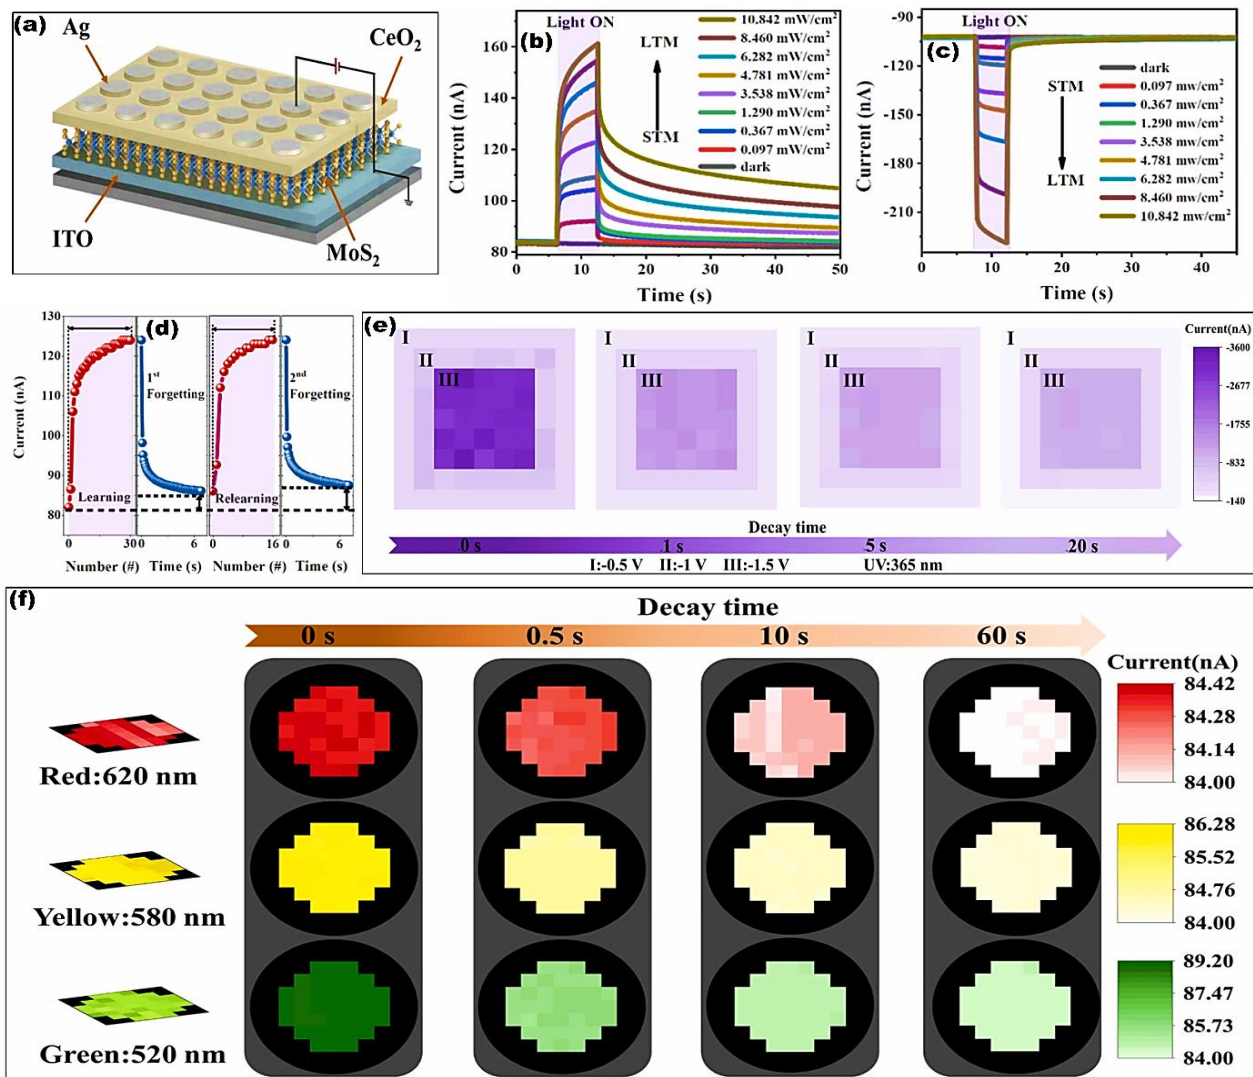 (a)
Ag
CeO2
ITO
MoS2
Light ON
(b)
LTM
STM
10.842 mW/cm2
8.460 mW/cm2
6.282 mW/cm2
4.781 mW/cm2
3.538 mW/cm2
1.290 mW/cm2
0.367 mW/cm2
0.097 mW/cm2
dark
Current (nA)
160
140
120
100
80
0 10 20 30 40 50
Time (s)
Light ON
(c)
STM
LTM
dark
0.097 mw/cm2
0.367 mw/cm2
1.290 mw/cm2
3.538 mw/cm2
4.781 mw/cm2
6.282 mw/cm2
8.460 mw/cm2
10.842 mw/cm2
Current (nA)
-90
-120
-150
-180
-210
0 10 20 30 40
Time (s)
(d)
Current (nA)
130
120
110
100
90
80
1st
Forgetting
2nd
Forgetting
Learning
Relearning
0 30 0 6 0 16 0 6
Number (#) Time (s) Number (#) Time (s)
(e)
I I I I
II II II II
III III III III
Current(nA)
-3600
-2677
-1755
-832
-140
Decay time
0 s 1 s 5 s 20 s
I:-0.5 V II:-1 V III:-1.5 V UV:365 nm
(f)
Decay time
0 s 0.5 s 10 s 60 s
Red:620 nm
Yellow:580 nm
Green:520 nm
Current(nA)
84.42
84.28
84.14
84.00
86.28
85.52
84.76
84.00
89.20
87.47
85.73
84.00